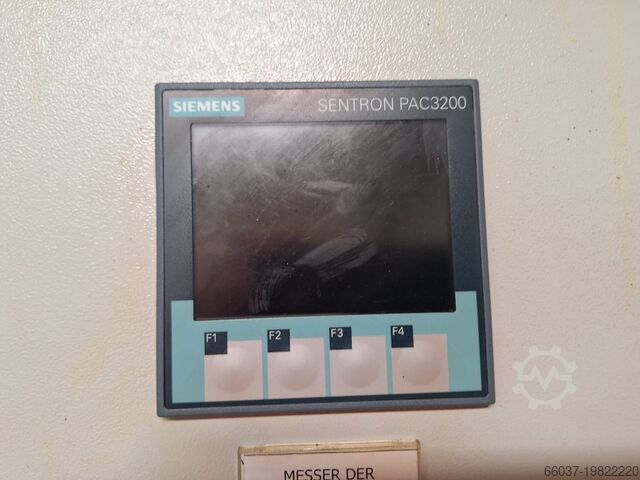 SIEMENS
SENTRON PAC3200
F1
F2
F3
F4
MESSER DER
66037-19822220